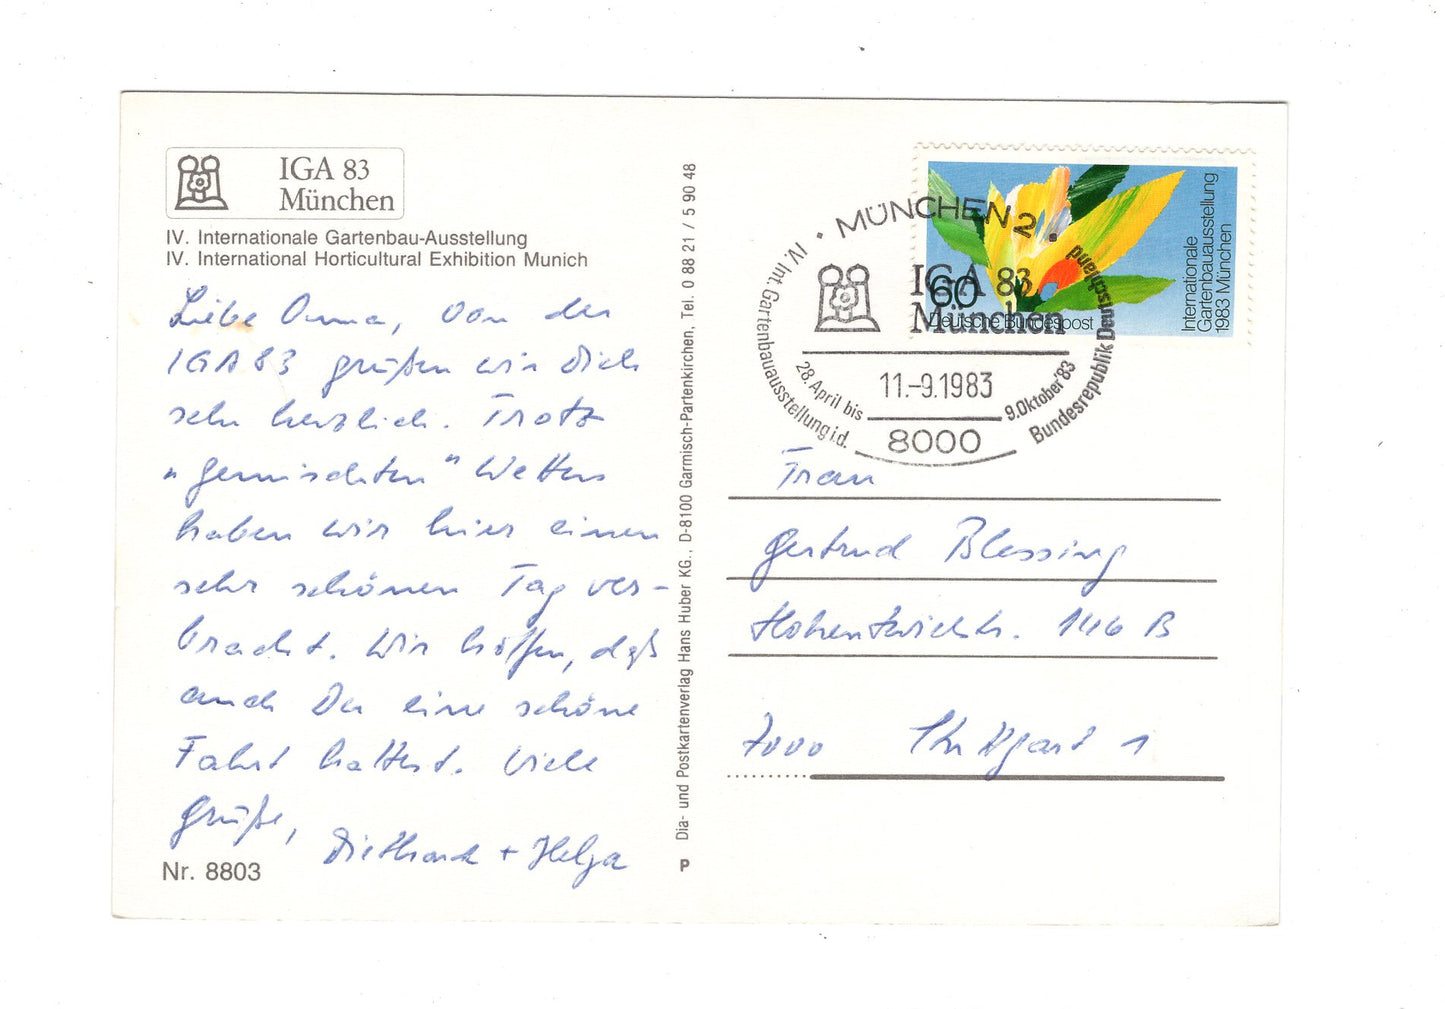 IGA 83
München
IV. Internationale Gartenbau-Ausstellung
IV. International Horticultural Exhibition Munich
Liebe Omma, von der
IGA 83 grüßen wir Dich
sehr herzlich. Trotz
"gemischten" Wetters
haben wir hier einen
sehr schönen Tag ver-
bracht. Wir hoffen, daß
auch Du eine schöne
Fahrt hattest. Viele
Grüße,
Diethard + Helga
Nr. 8803
Dia- und Postkartenverlag Hans Huber KG., D-8100 Garmisch-Partenkirchen, Tel. 0 88 21 / 5 90 48
P
60
Deutsche Bundespost
Internationale
Gartenbauausstellung
1983 München
• MÜNCHEN 2 •
IV. Int. Gartenbauausstellung i.d.
Bundesrepublik Deutschland
IGA 83
München
28. April bis
11.-9.1983
9. Oktober '83
8000
Frau
Gertrud Blessing
146 B
7000 Stuttgart 1